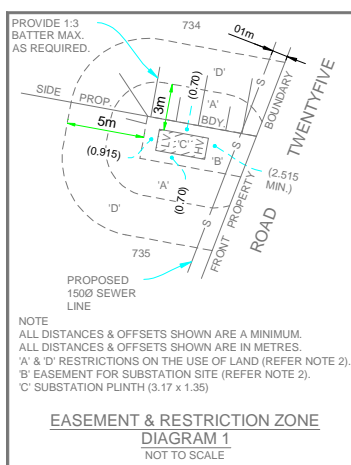 PROVIDE 1:3
BATTER MAX.
AS REQUIRED.
734
01m
'D'
(0.70)
SIDE PROP. BDY.
'A'
3m
5m
S
BOUNDARY
TWENTYFIVE
LV
'C'
HV
'B'
(0.915)
(2.515
MIN.)
'A'
(0.70)
S
'D'
FRONT PROPERTY
ROAD
735
S
PROPOSED
150Ø SEWER
LINE
NOTE
ALL DISTANCES & OFFSETS SHOWN ARE A MINIMUM.
ALL DISTANCES & OFFSETS SHOWN ARE IN METRES.
'A' & 'D' RESTRICTIONS ON THE USE OF LAND (REFER NOTE 2).
'B' EASEMENT FOR SUBSTATION SITE (REFER NOTE 2).
'C' SUBSTATION PLINTH (3.17 x 1.35)
EASEMENT & RESTRICTION ZONE
DIAGRAM 1
NOT TO SCALE